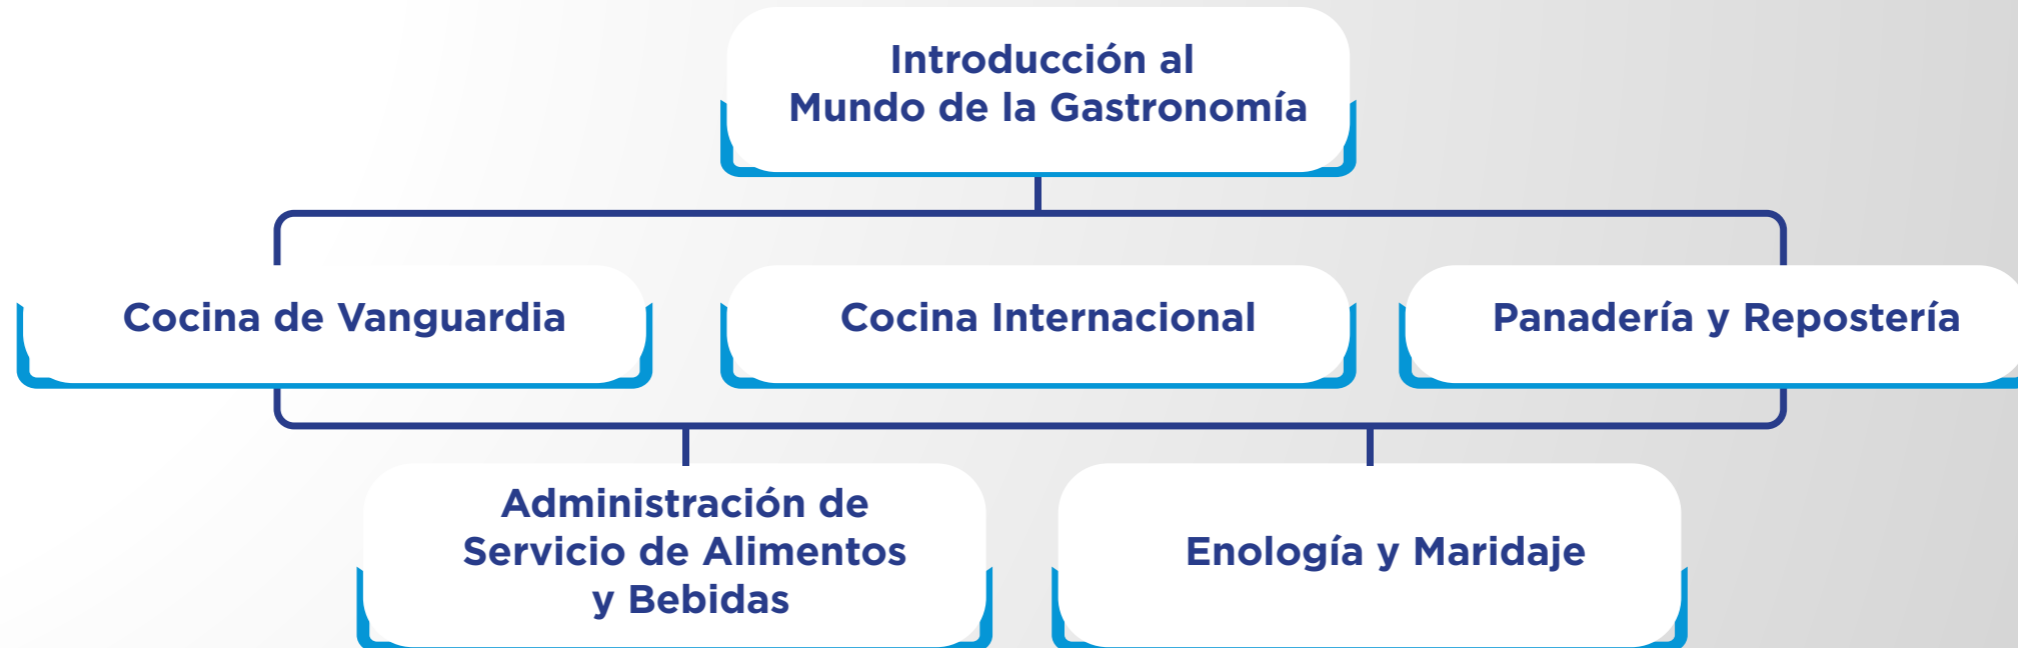 Introducción al
Mundo de la Gastronomía
Cocina de Vanguardia
Cocina Internacional
Panadería y Repostería
Administración de
Servicio de Alimentos
y Bebidas
Enología y Maridaje